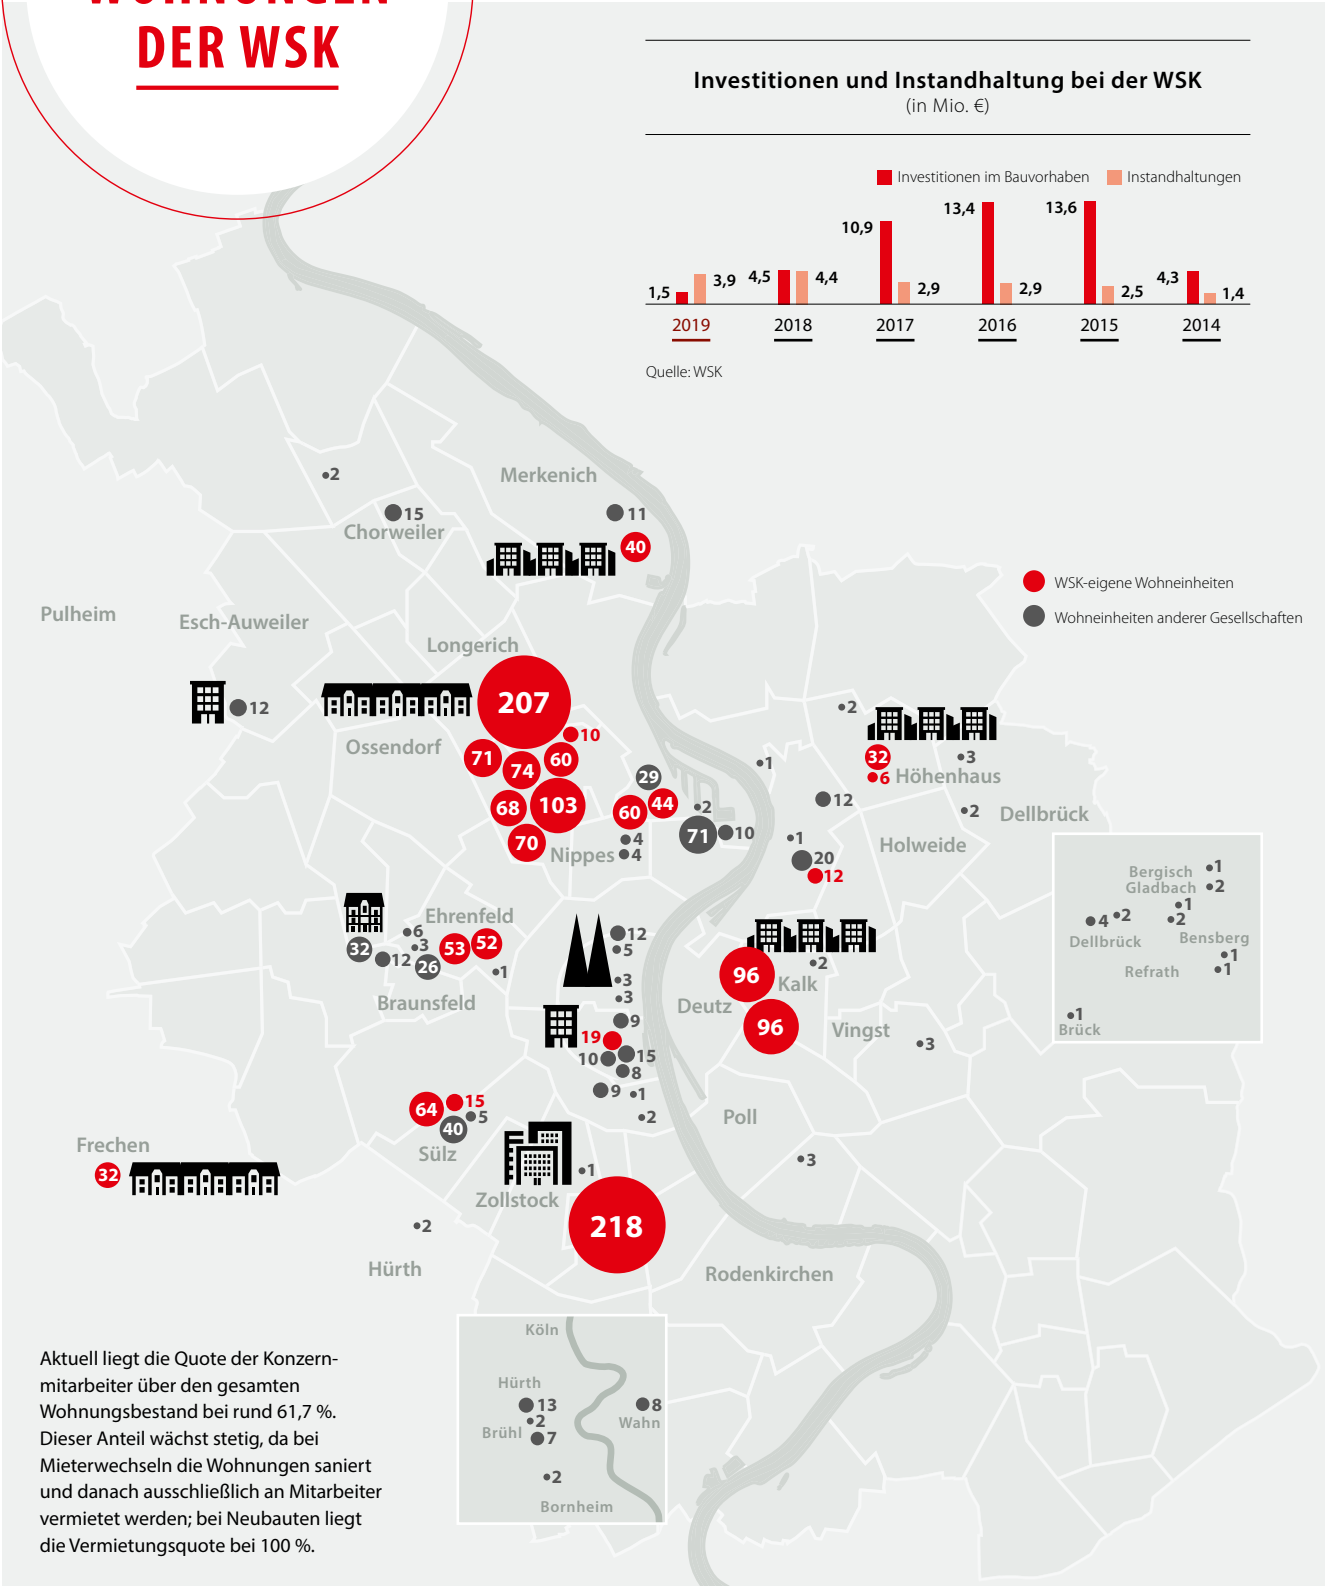 DER WSK
Investitionen und Instandhaltung bei der WSK
(in Mio. €)
Investitionen im Bauvorhaben
Instandhaltungen
1,5
3,9
4,5
4,4
10,9
2,9
13,4
2,9
13,6
2,5
4,3
1,4
2019
2018
2017
2016
2015
2014
Quelle: WSK
2
Merkenich
15
11
Chorweiler
40
WSK-eigene Wohneinheiten
Wohneinheiten anderer Gesellschaften
Pulheim
Esch-Auweiler
Longerich
207
12
2
10
Ossendorf
71
74
60
29
1
32
3
6
Höhenhaus
68
103
60
44
2
12
2
Dellbrück
70
71
10
4
1
Holweide
Nippes
4
20
12
Bergisch
Gladbach
1
2
1
4
2
2
Dellbrück
Bensberg
1
Refrath
1
1
Brück
Ehrenfeld
6
3
53
52
32
12
26
1
Braunsfeld
12
5
3
3
96
2
Kalk
Deutz
96
Vingst
3
9
19
15
10
8
9
1
2
Poll
64
15
5
40
Sülz
3
Frechen
32
1
Zollstock
218
2
Hürth
Rodenkirchen
Köln
Hürth
13
8
2
Wahn
Brühl
7
2
Bornheim
Aktuell liegt die Quote der Konzern-
mitarbeiter über den gesamten
Wohnungsbestand bei rund 61,7 %.
Dieser Anteil wächst stetig, da bei
Mieterwechseln die Wohnungen saniert
und danach ausschließlich an Mitarbeiter
vermietet werden; bei Neubauten liegt
die Vermietungsquote bei 100 %.